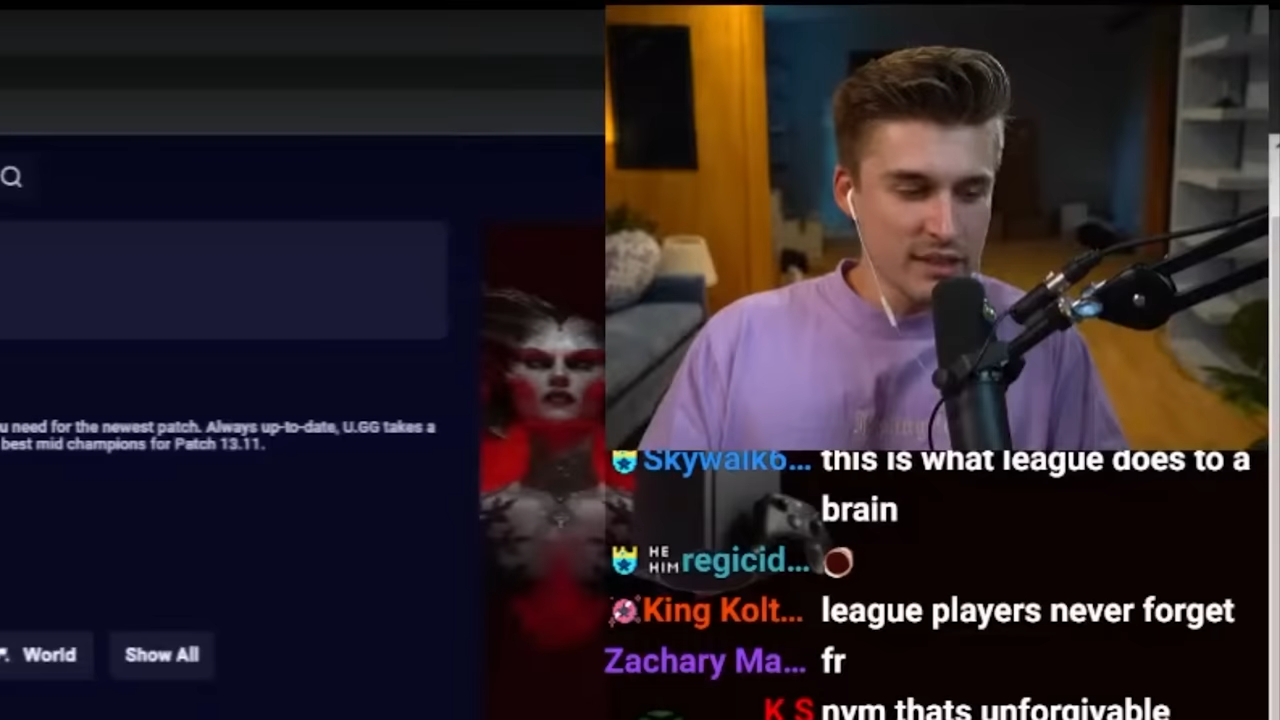 u need for the newest patch. Always up-to-date, U.GG takes a
best mid champions for Patch 13.11.
World
Show All
Skywalk6... this is what league does to a
brain
HE
HIM
regicid...
King Kolt... league players never forget
Zachary Ma... fr
K S nym thats unforgivable